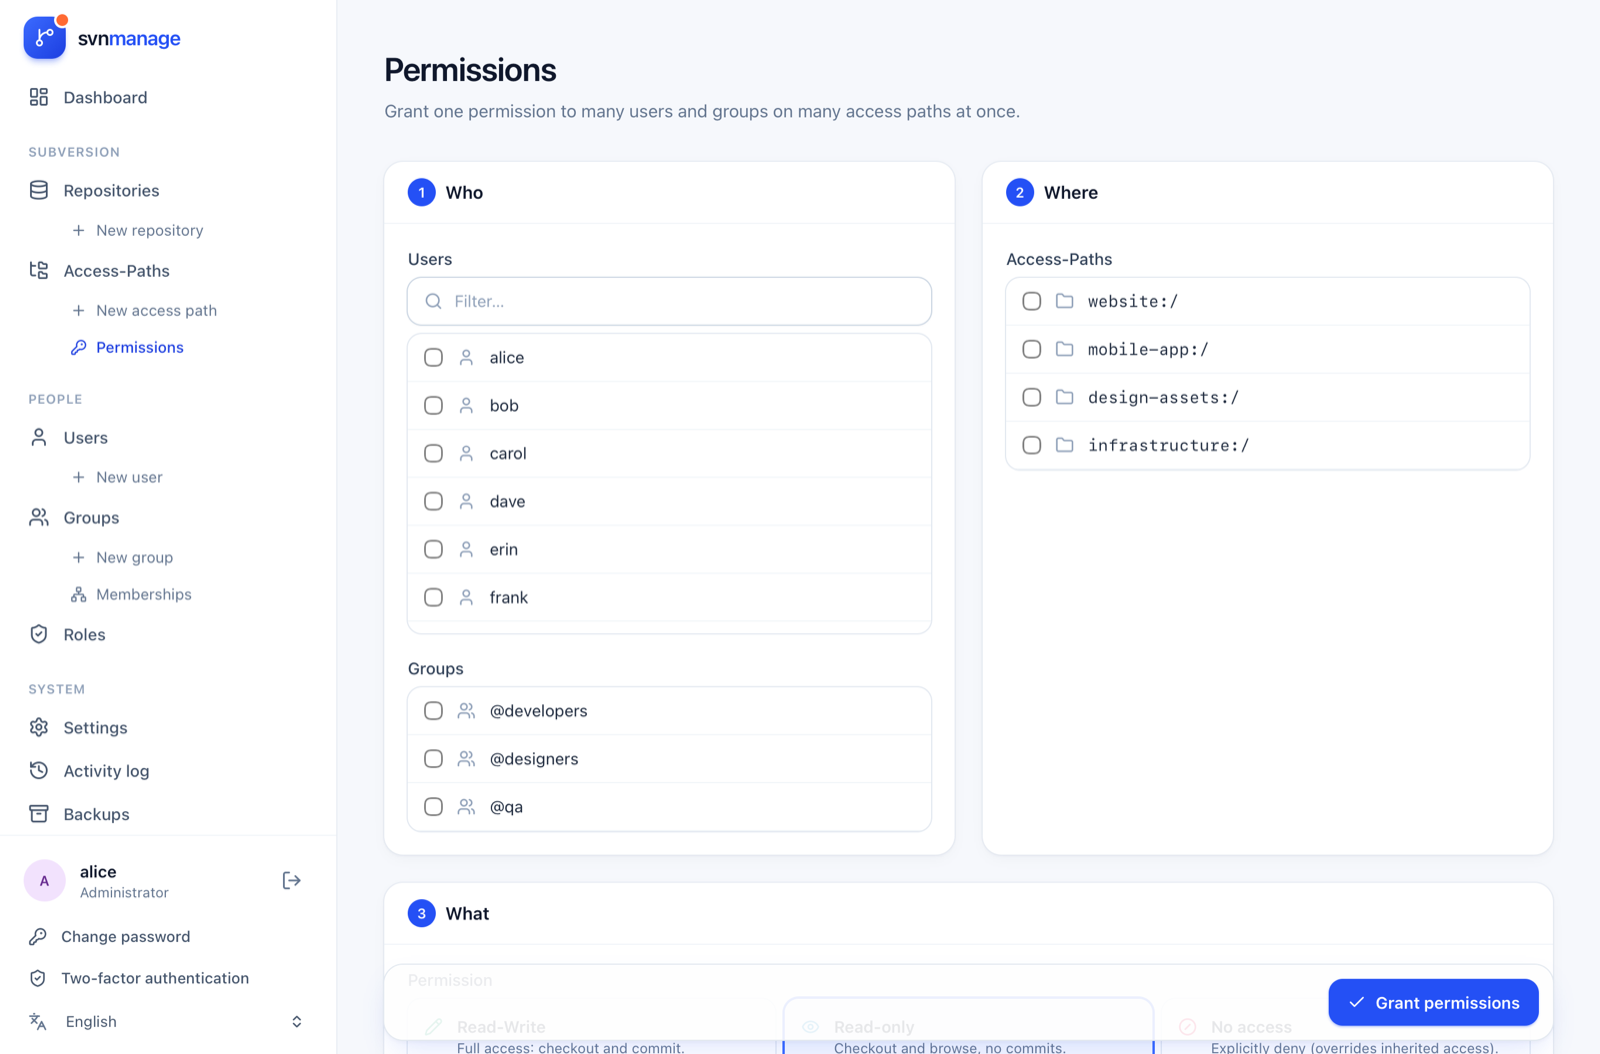 svnmanage
Dashboard
SUBVERSION
Repositories
New repository
Access-Paths
New access path
Permissions
PEOPLE
Users
New user
Groups
New group
Memberships
Roles
SYSTEM
Settings
Activity log
Backups
A
alice
Administrator
Change password
Two-factor authentication
English
Permissions
Grant one permission to many users and groups on many access paths at once.
1 Who
Users
Filter...
alice
bob
carol
dave
erin
frank
Groups
@developers
@designers
@qa
2 Where
Access-Paths
website:/
mobile-app:/
design-assets:/
infrastructure:/
3 What
Permission
Read-Write
Full access: checkout and commit.
Read-only
Checkout and browse, no commits.
No access
Explicitly deny (overrides inherited access).
Grant permissions